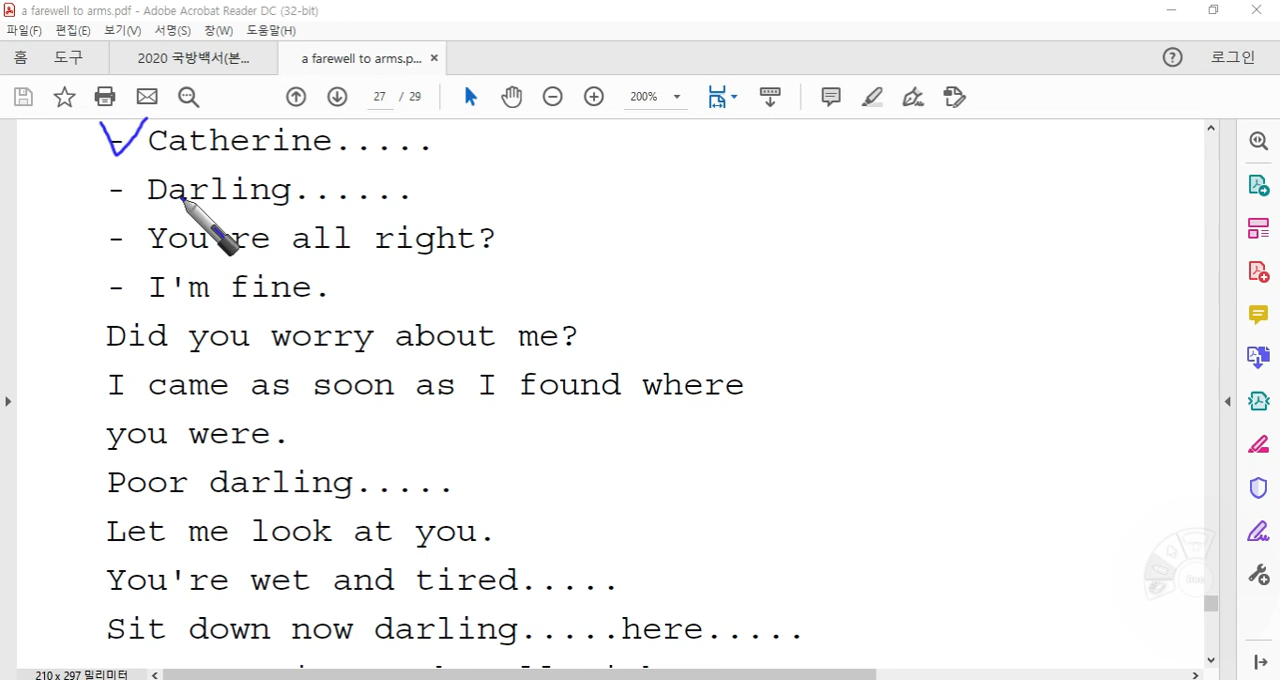 a farewell to arms.pdf - Adobe Acrobat Reader DC (32-bit)
파일(F) 편집(E) 보기(V) 서명(S) 창(W) 도움말(H)
홈 도구 2020 국방백서(본... a farewell to arms.p... × 로그인
27 / 29 200%
- Catherine.....
- Darling......
- You're all right?
- I'm fine.
Did you worry about me?
I came as soon as I found where
you were.
Poor darling.....
Let me look at you.
You're wet and tired.....
Sit down now darling.....here.....
210 x 297 밀리미터